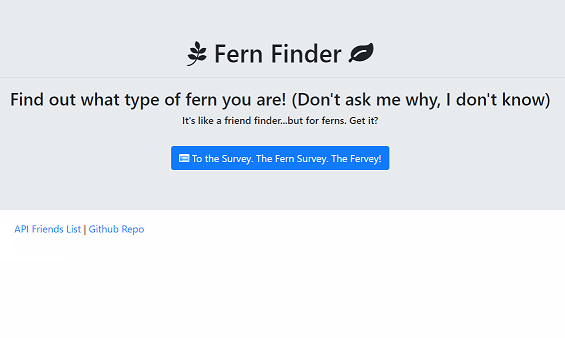 Fern Finder
Find out what type of fern you are! (Don't ask me why, I don't know)
It's like a friend finder...but for ferns. Get it?
To the Survey. The Fern Survey. The Fervey!
API Friends List | Github Repo